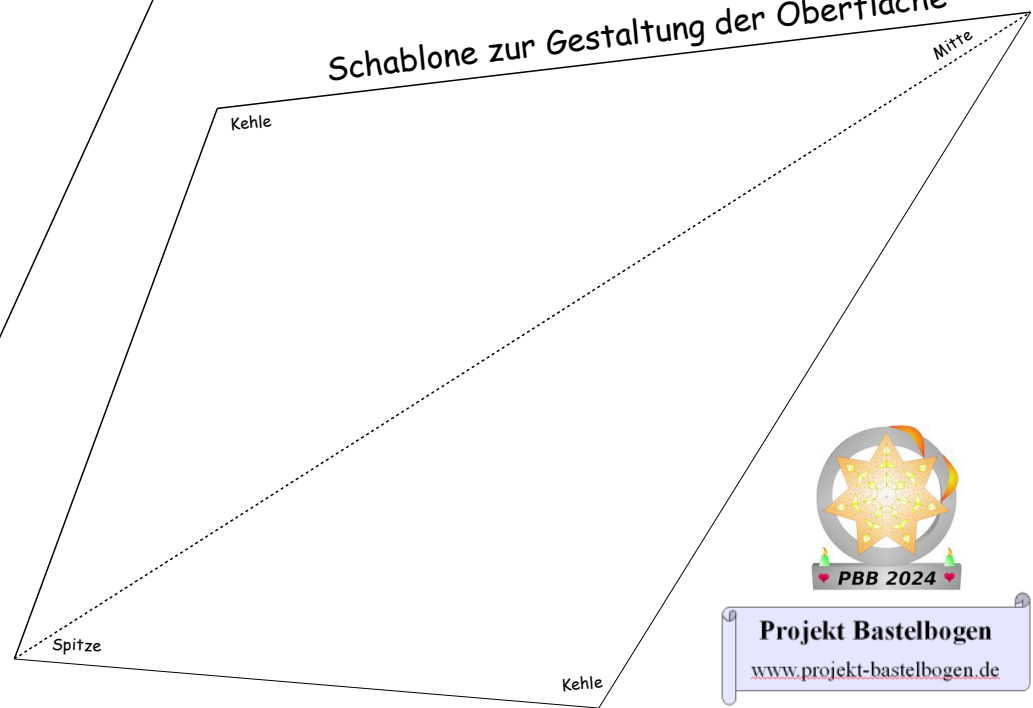 Schablone zur Gestaltung der Oberfläche
Mitte
Kehle
Spitze
Kehle
PBB 2024
Projekt Bastelbogen
www.projekt-bastelbogen.de